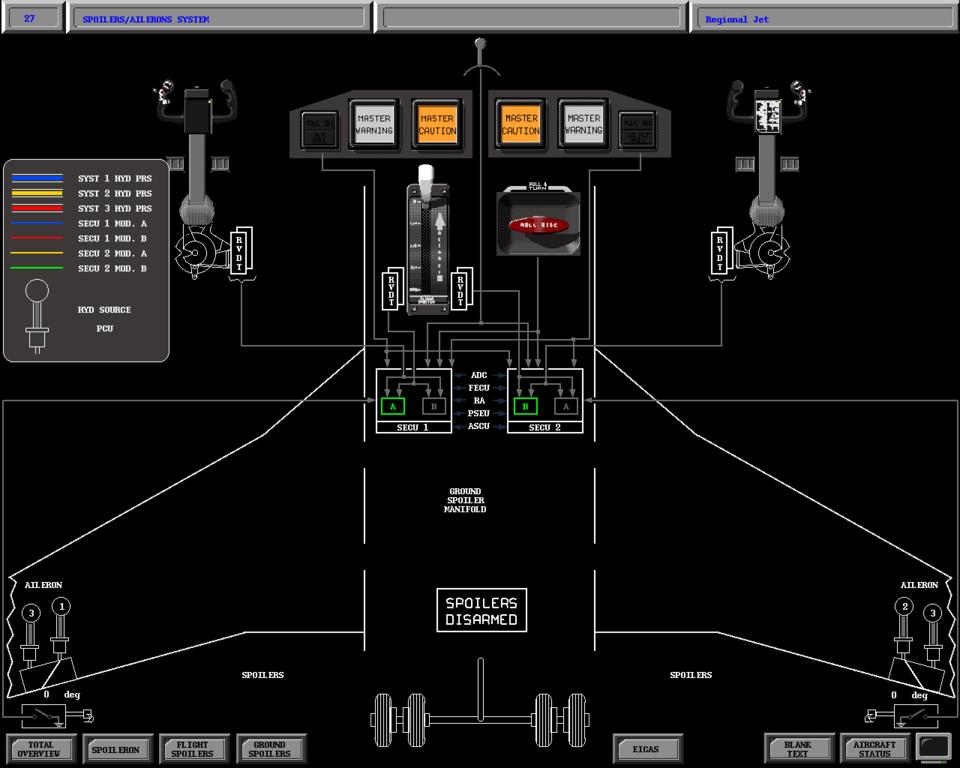 27
SPOILERS/AILERONS SYSTEM
Regional Jet
MASTER
WARNING
MASTER
CAUTION
MASTER
CAUTION
MASTER
WARNING
PULL &
TURN
ROLL DISC
SYST 1 HYD PRS
SYST 2 HYD PRS
SYST 3 HYD PRS
SECU 1 MOD. A
SECU 1 MOD. B
SECU 2 MOD. A
SECU 2 MOD. B
HYD SOURCE
PCU
RVDT
RVDT
RVDT
RVDT
ADC
FECU
RA
PSEU
ASCU
A
B
SECU 1
B
A
SECU 2
GROUND
SPOILER
MANIFOLD
AILERON
3
1
0 deg
AILERON
2
3
0 deg
SPOILERS
DISARMED
SPOILERS
SPOILERS
TOTAL
OVERVIEW
SPOILERON
FLIGHT
SPOILERS
GROUND
SPOILERS
EICAS
BLANK
TEXT
AIRCRAFT
STATUS